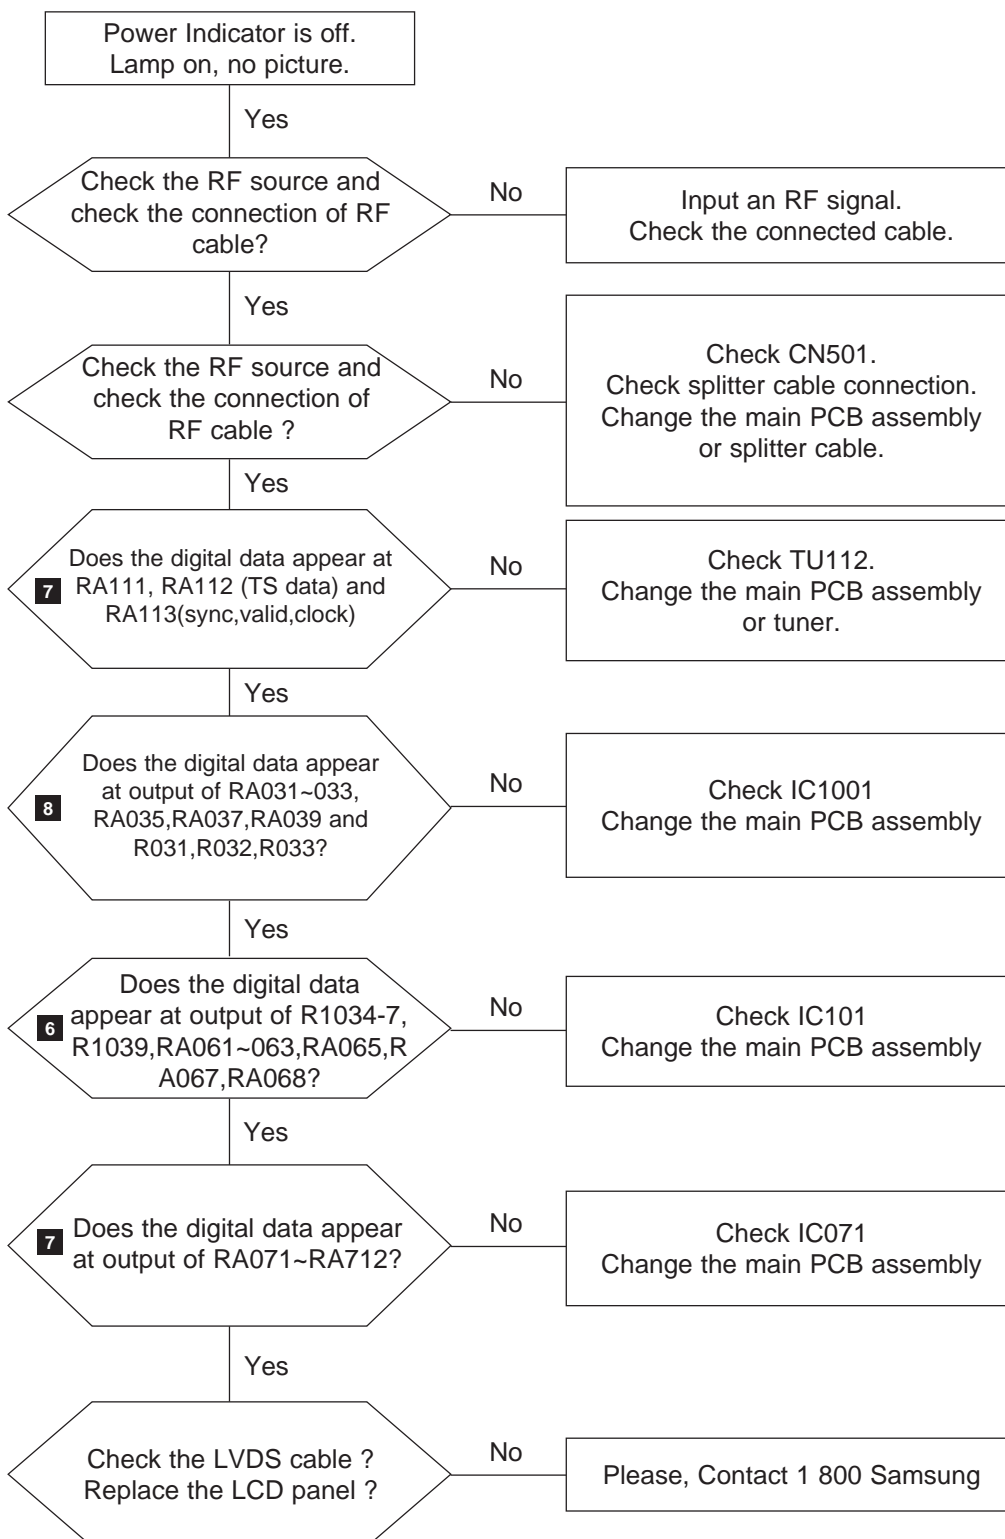 Power Indicator is off.
Lamp on, no picture.
Yes
Check the RF source and
check the connection of RF
cable?
No
Input an RF signal.
Check the connected cable.
Yes
Check the RF source and
check the connection of
RF cable ?
No
Check CN501.
Check splitter cable connection.
Change the main PCB assembly
or splitter cable.
Yes
7
Does the digital data appear at
RA111, RA112 (TS data) and
RA113(sync,valid,clock)
No
Check TU112.
Change the main PCB assembly
or tuner.
Yes
8
Does the digital data appear
at output of RA031~033,
RA035,RA037,RA039 and
R031,R032,R033?
No
Check IC1001
Change the main PCB assembly
Yes
6
Does the digital data
appear at output of R1034-7,
R1039,RA061~063,RA065,R
A067,RA068?
No
Check IC101
Change the main PCB assembly
Yes
7
Does the digital data appear
at output of RA071~RA712?
No
Check IC071
Change the main PCB assembly
Yes
Check the LVDS cable ?
Replace the LCD panel ?
No
Please, Contact 1 800 Samsung